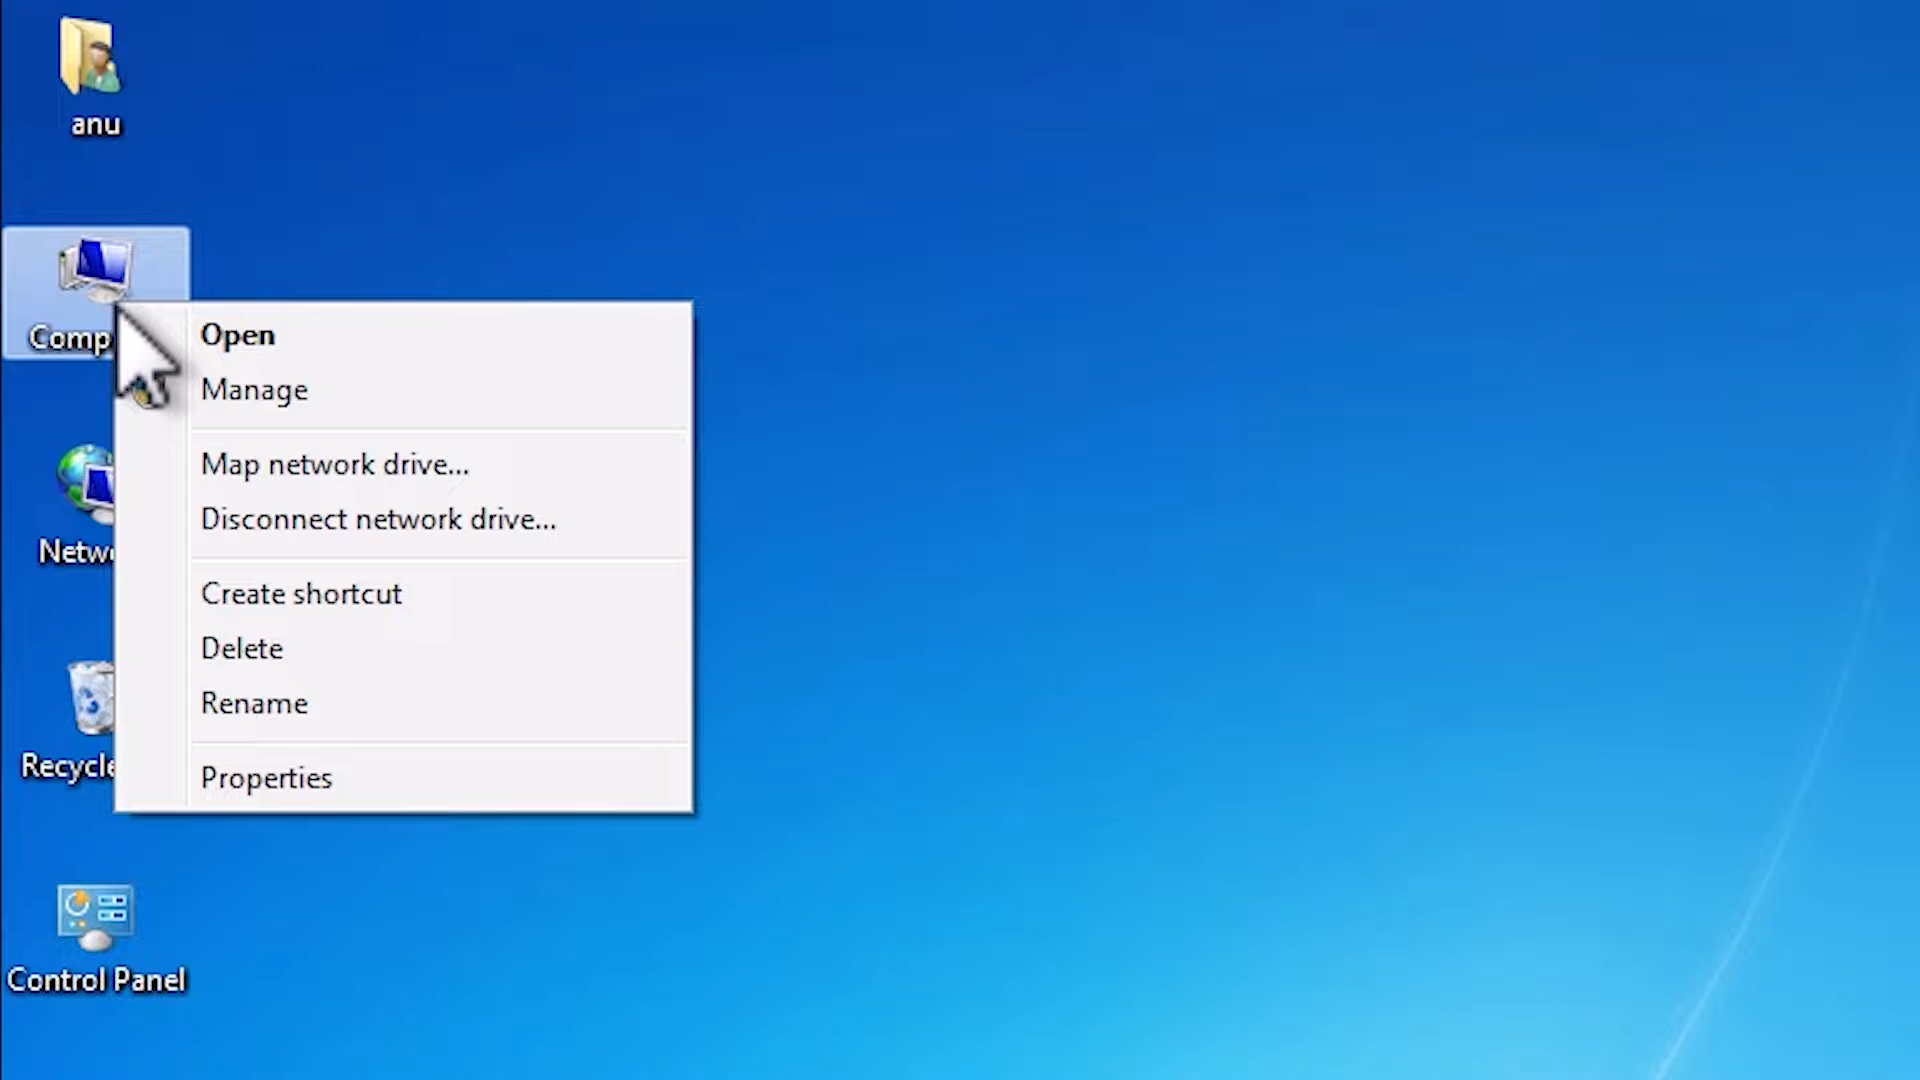 anu
Comp
Open
Manage
Map network drive...
Netw
Disconnect network drive...
Create shortcut
Delete
Rename
Recycle
Properties
Control Panel